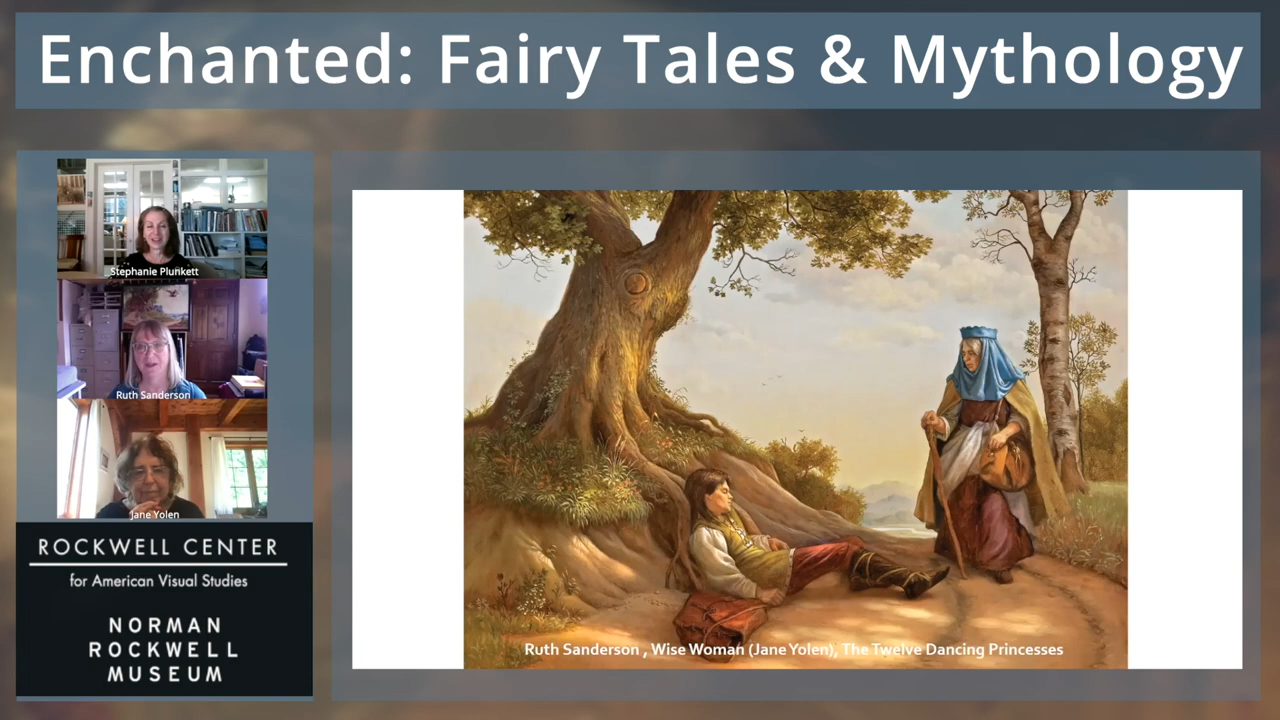 Enchanted: Fairy Tales & Mythology
Stephanie Plunkett
Ruth Sanderson
Jane Yolen
ROCKWELL CENTER
for American Visual Studies
NORMAN
ROCKWELL
MUSEUM
Ruth Sanderson , Wise Woman (Jane Yolen), The Twelve Dancing Princesses